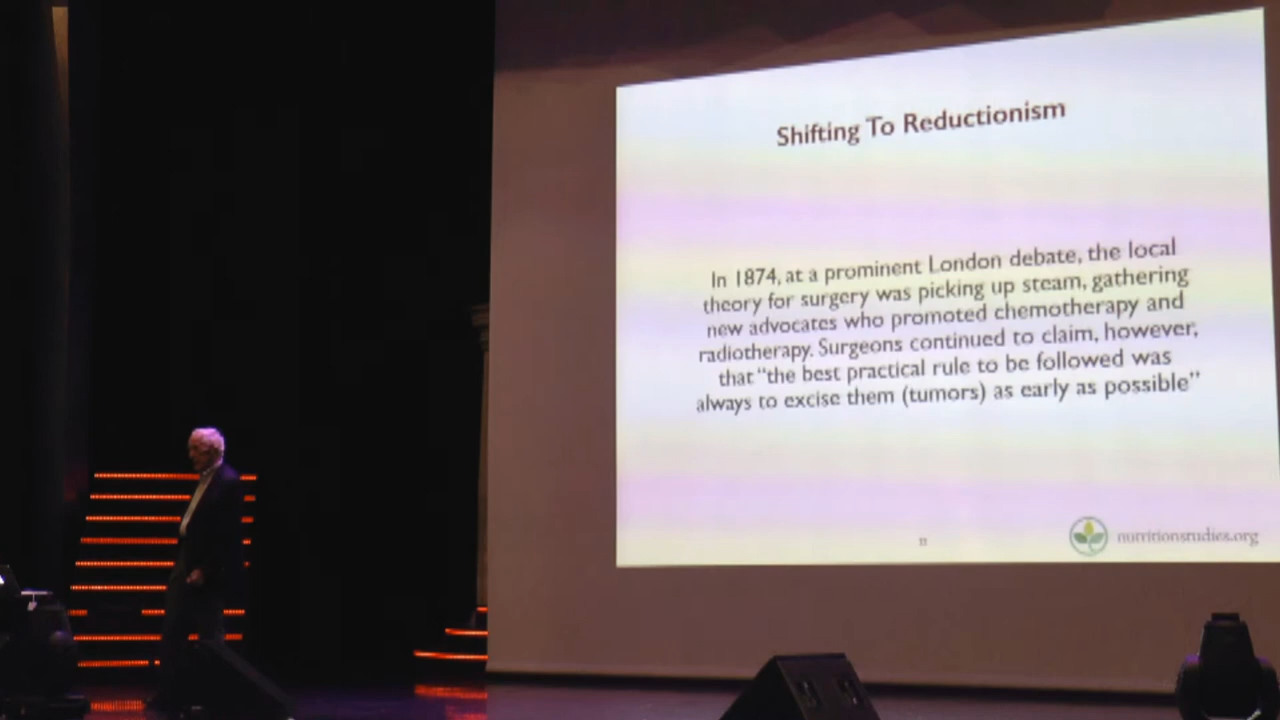 Shifting To Reductionism
In 1874, at a prominent London debate, the local
theory for surgery was picking up steam, gathering
new advocates who promoted chemotherapy and
radiotherapy. Surgeons continued to claim, however,
that “the best practical rule to be followed was
always to excise them (tumors) as early as possible”
nutritionstudies.org